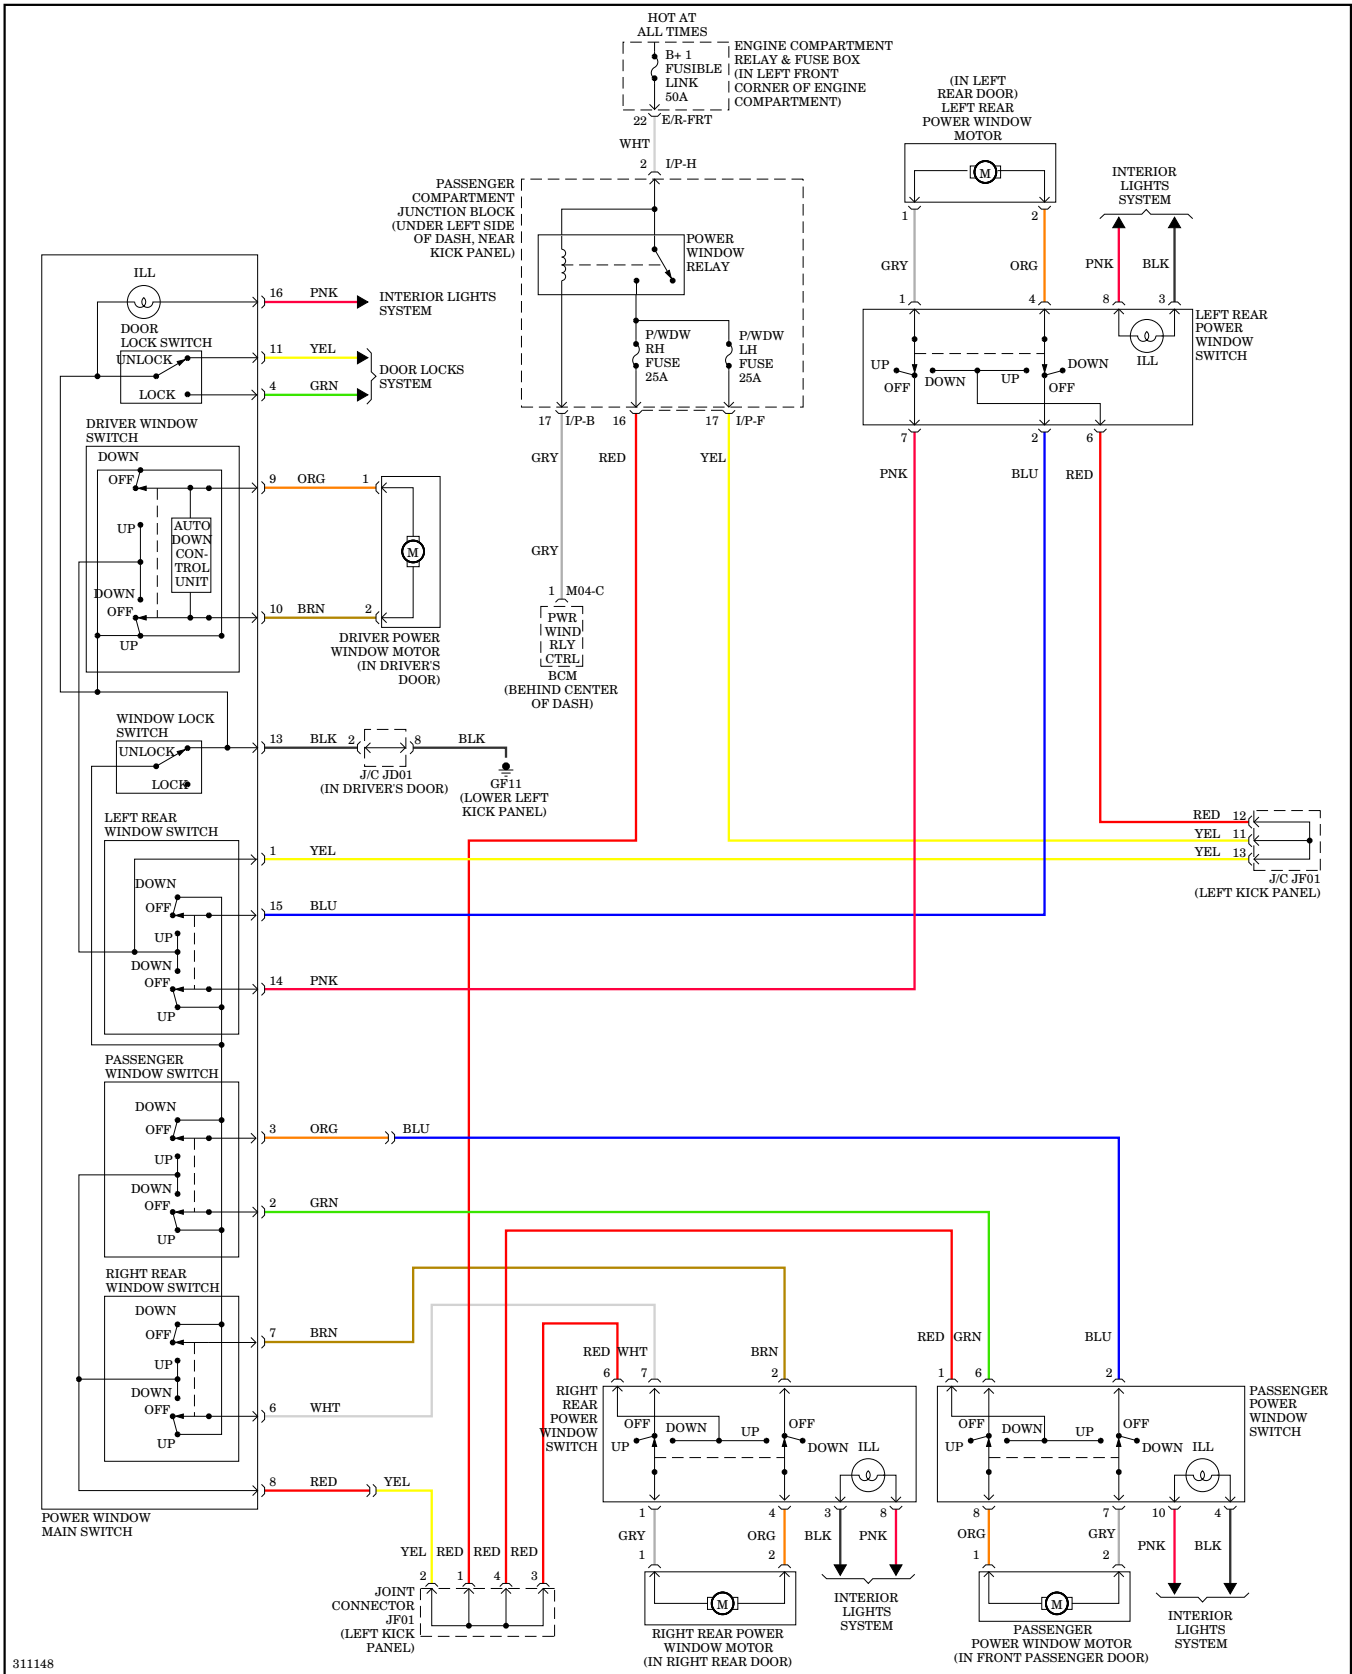 HOT AT
ALL TIMES
B+ 1
FUSIBLE
LINK
50A
ENGINE COMPARTMENT
RELAY & FUSE BOX
(IN LEFT FRONT
CORNER OF ENGINE
COMPARTMENT)
22 E/R-FRT
WHT
2 I/P-H
PASSENGER
COMPARTMENT
JUNCTION BLOCK
(UNDER LEFT SIDE
OF DASH, NEAR
KICK PANEL)
POWER
WINDOW
RELAY
P/WDW
RH
FUSE
25A
P/WDW
LH
FUSE
25A
17 I/P-B 16 17 I/P-F
GRY RED YEL
GRY
1 M04-C
PWR
WIND
RLY
CTRL
BCM
(BEHIND CENTER
OF DASH)
(IN LEFT
REAR DOOR)
LEFT REAR
POWER WINDOW
MOTOR
M
1 2
GRY ORG
INTERIOR
LIGHTS
SYSTEM
PNK BLK
1 4 8 3
LEFT REAR
POWER
WINDOW
SWITCH
ILL
UP
OFF
DOWN
UP
DOWN
OFF
7 2 6
PNK BLU RED
ILL
16 PNK
INTERIOR LIGHTS
SYSTEM
DOOR
LOCK SWITCH
UNLOCK
LOCK
11 YEL
4 GRN
DOOR LOCKS
SYSTEM
DRIVER WINDOW
SWITCH
DOWN
OFF
UP
DOWN
OFF
UP
AUTO
DOWN
CON-
TROL
UNIT
9 ORG 1
M
10 BRN 2
DRIVER POWER
WINDOW MOTOR
(IN DRIVER'S
DOOR)
WINDOW LOCK
SWITCH
UNLOCK
LOCK
13 BLK 2 8 BLK
J/C JD01
(IN DRIVER'S DOOR)
GF11
(LOWER LEFT
KICK PANEL)
RED 12
YEL 11
YEL 13
J/C JF01
(LEFT KICK PANEL)
LEFT REAR
WINDOW SWITCH
1 YEL
DOWN
OFF
UP
DOWN
OFF
UP
15 BLU
14 PNK
PASSENGER
WINDOW SWITCH
DOWN
OFF
UP
DOWN
OFF
UP
3 ORG BLU
2 GRN
RIGHT REAR
WINDOW SWITCH
DOWN
OFF
UP
DOWN
OFF
UP
7 BRN
6 WHT
8 RED YEL
POWER WINDOW
MAIN SWITCH
YEL RED RED RED
2 1 4 3
JOINT
CONNECTOR
JF01
(LEFT KICK
PANEL)
RED WHT BRN
6 7 2
RIGHT
REAR
POWER
WINDOW
SWITCH
OFF
UP
DOWN
UP
OFF
DOWN
ILL
1 4 3 8
GRY ORG BLK PNK
1 2
M
RIGHT REAR POWER
WINDOW MOTOR
(IN RIGHT REAR DOOR)
INTERIOR
LIGHTS
SYSTEM
RED GRN BLU
1 6 2
PASSENGER
POWER
WINDOW
SWITCH
OFF
UP
DOWN
UP
OFF
DOWN
ILL
8 7 10 4
ORG GRY PNK BLK
1 2
M
PASSENGER
POWER WINDOW MOTOR
(IN FRONT PASSENGER DOOR)
INTERIOR
LIGHTS
SYSTEM
311148